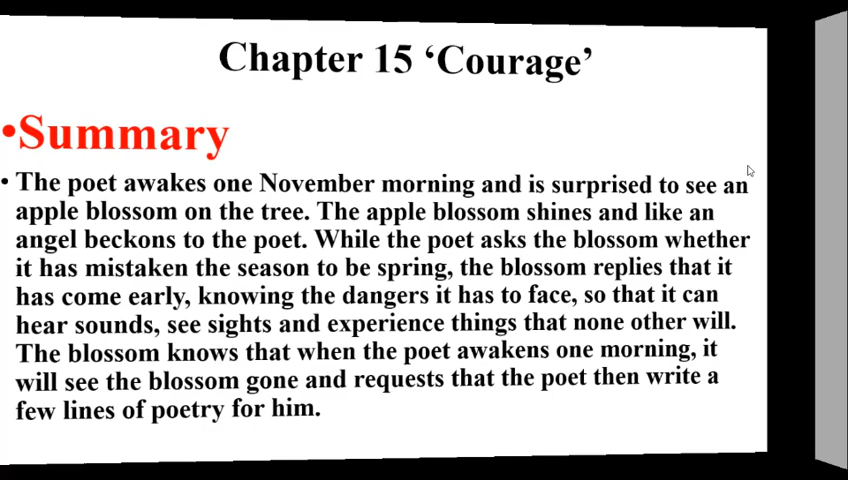 Chapter 15 ‘Courage’
•Summary
• The poet awakes one November morning and is surprised to see an
apple blossom on the tree. The apple blossom shines and like an
angel beckons to the poet. While the poet asks the blossom whether
it has mistaken the season to be spring, the blossom replies that it
has come early, knowing the dangers it has to face, so that it can
hear sounds, see sights and experience things that none other will.
The blossom knows that when the poet awakens one morning, it
will see the blossom gone and requests that the poet then write a
few lines of poetry for him.